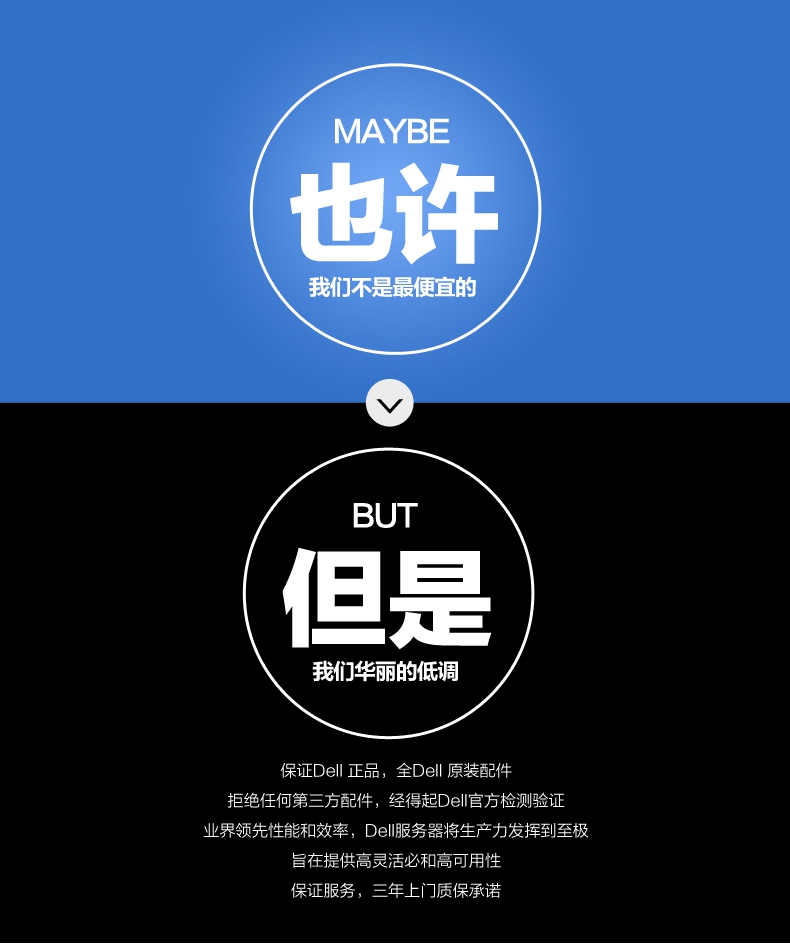 MAYBE
也许
我们不是最便宜的
BUT
但是
我们华丽的低调
保证Dell 正品，全Dell 原装配件
拒绝任何第三方配件，经得起Dell官方检测验证
业界领先性能和效率，Dell服务器将生产力发挥到至极
旨在提供高灵活必和高可用性
保证服务，三年上门质保承诺